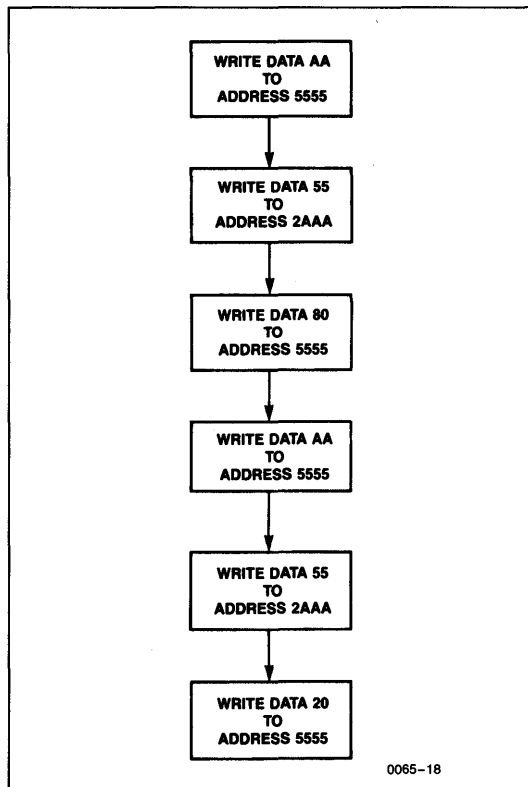 WRITE DATA AA
TO
ADDRESS 5555
WRITE DATA 55
TO
ADDRESS 2AAA
WRITE DATA 80
TO
ADDRESS 5555
WRITE DATA AA
TO
ADDRESS 5555
WRITE DATA 55
TO
ADDRESS 2AAA
WRITE DATA 20
TO
ADDRESS 5555
0065–18